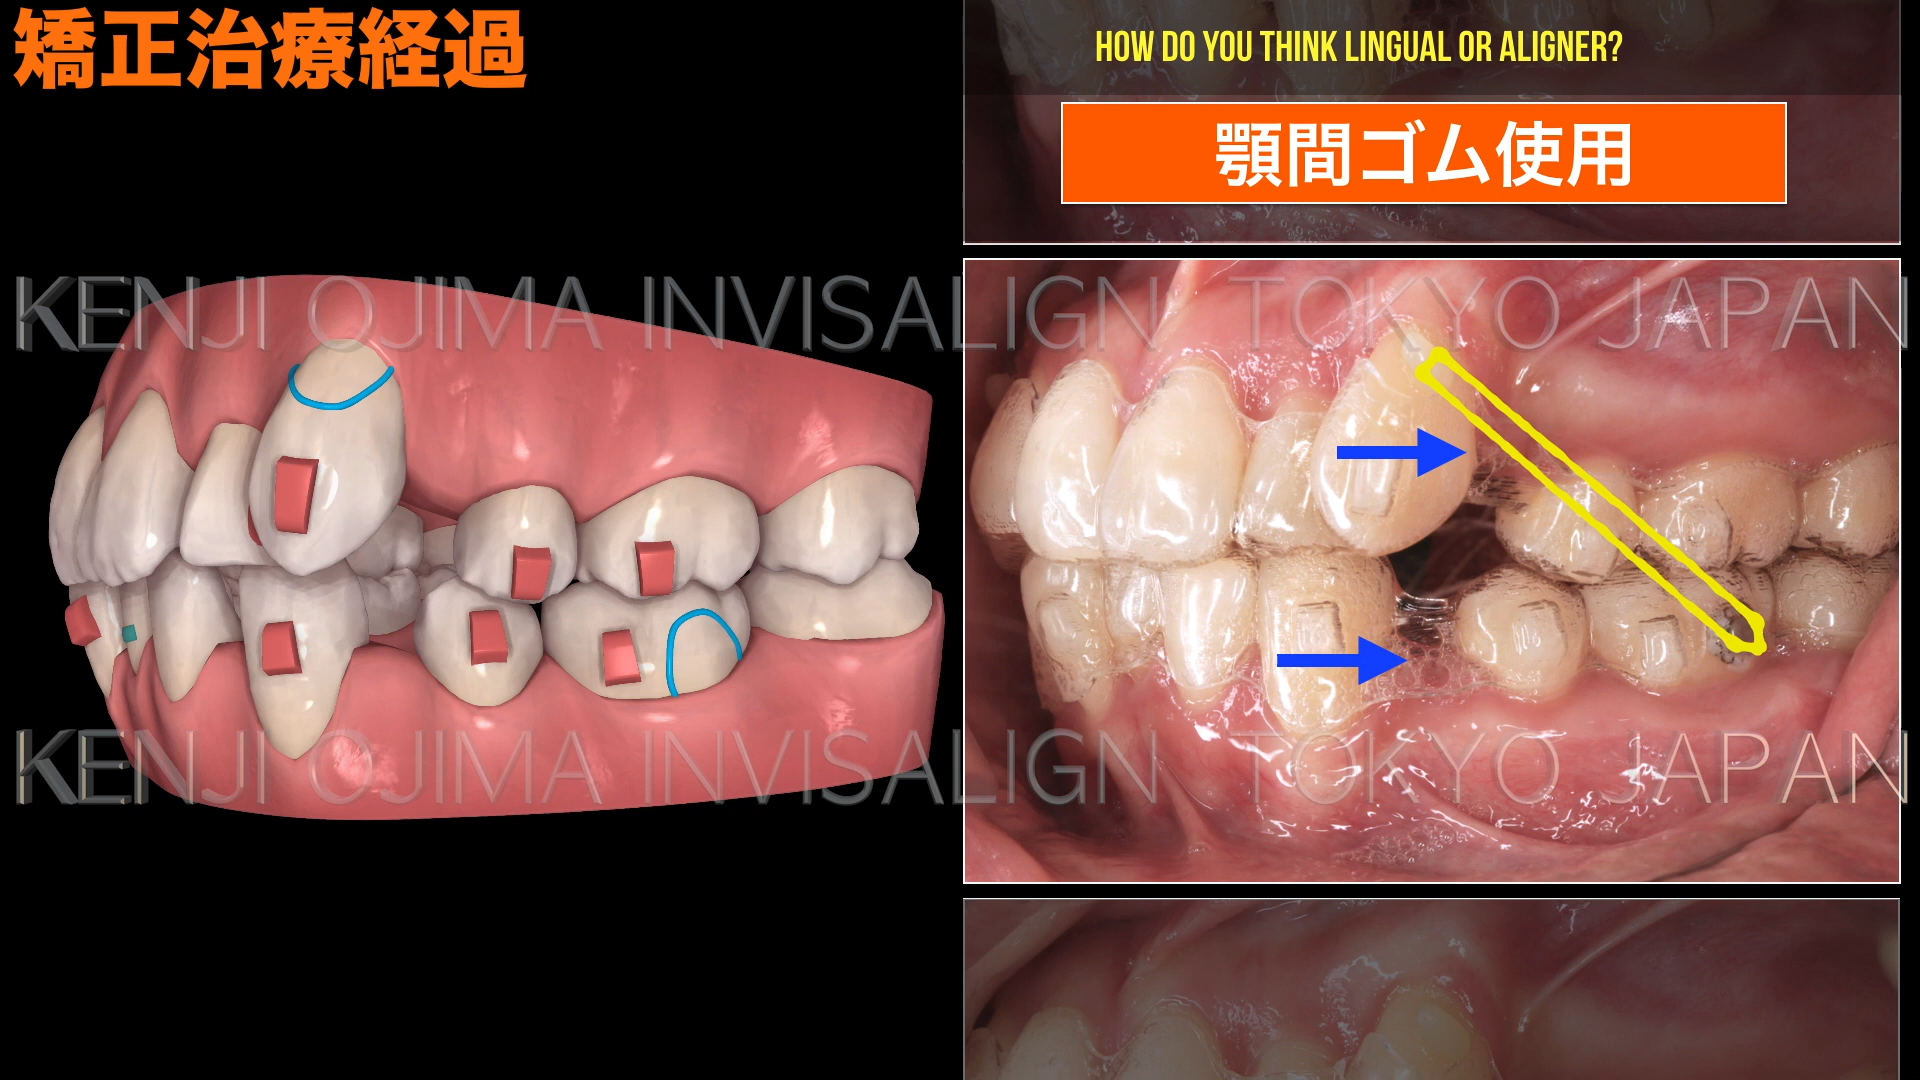 矯正治療経過
HOW DO YOU THINK LINGUAL OR ALIGNER?
顎間ゴム使用
KENJI OJIMA INVISALIGN TOKYO JAPAN
KENJI OJIMA INVISALIGN TOKYO JAPAN